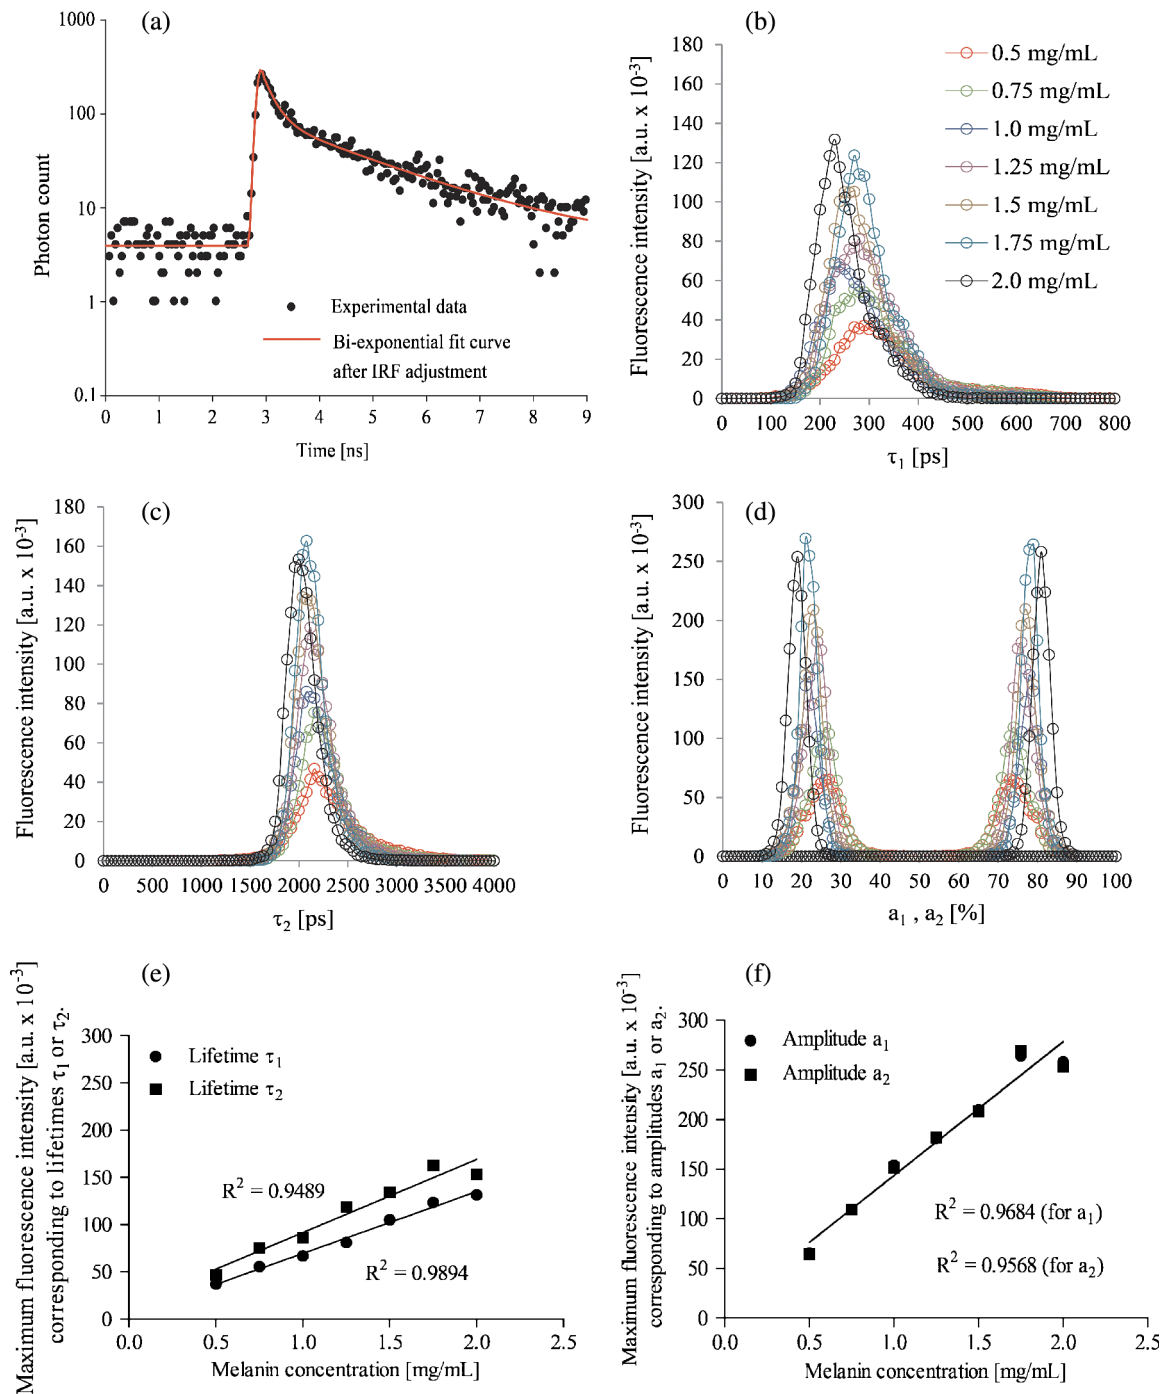 (a)
1000
100
10
1
0.1
Photon count
0 1 2 3 4 5 6 7 8 9
Time [ns]
Experimental data
Bi-exponential fit curve
after IRF adjustment
(b)
180
160
140
120
100
80
60
40
20
0
Fluorescence intensity [a.u. x 10⁻³]
0 100 200 300 400 500 600 700 800
τ₁ [ps]
0.5 mg/mL
0.75 mg/mL
1.0 mg/mL
1.25 mg/mL
1.5 mg/mL
1.75 mg/mL
2.0 mg/mL
(c)
180
160
140
120
100
80
60
40
20
0
Fluorescence intensity [a.u. x 10⁻³]
0 500 1000 1500 2000 2500 3000 3500 4000
τ₂ [ps]
(d)
300
250
200
150
100
50
0
Fluorescence intensity [a.u. x 10⁻³]
0 10 20 30 40 50 60 70 80 90 100
a₁ , a₂ [%]
(e)
300
250
200
150
100
50
0
Maximum fluorescence intensity [a.u. x 10⁻³]
corresponding to lifetimes τ₁ or τ₂.
Lifetime τ₁
Lifetime τ₂
R² = 0.9489
R² = 0.9894
0.0 0.5 1.0 1.5 2.0 2.5
Melanin concentration [mg/mL]
(f)
300
250
200
150
100
50
0
Maximum fluorescence intensity [a.u. x 10⁻³]
corresponding to amplitudes a₁ or a₂.
Amplitude a₁
Amplitude a₂
R² = 0.9684 (for a₁)
R² = 0.9568 (for a₂)
0.0 0.5 1.0 1.5 2.0 2.5
Melanin concentration [mg/mL]